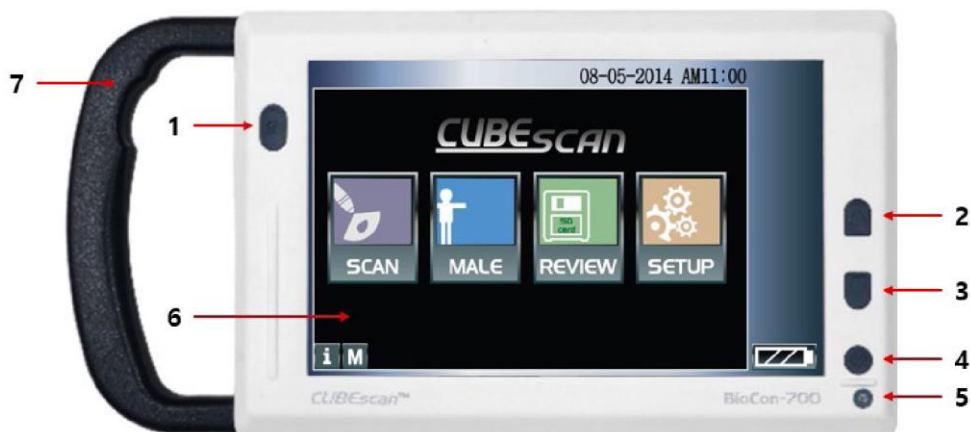 08-05-2014 AM11:00
CUBEscan
SD
card
SCAN MALE REVIEW SETUP
i M
CUBEscan™ BioCon-700
7
1
2
3
6
4
5